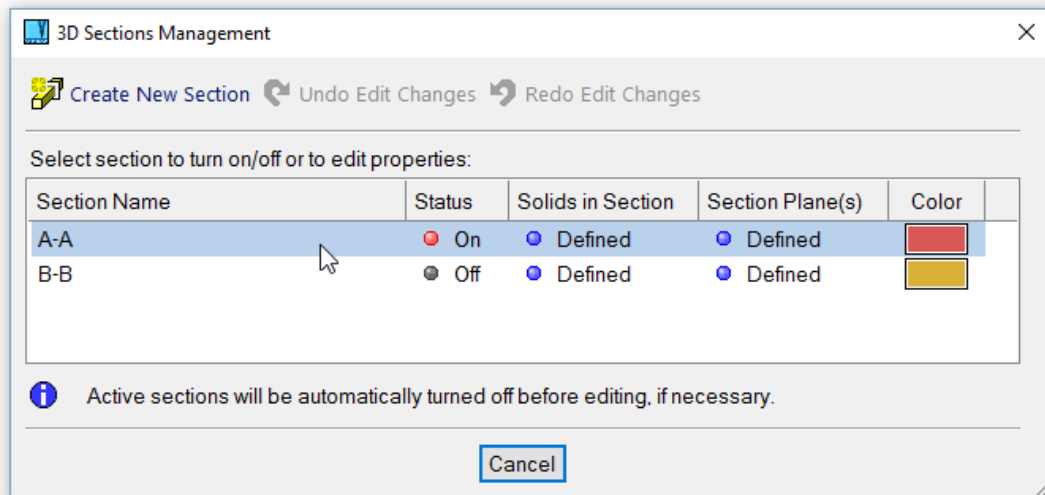 3D Sections Management
Create New Section Undo Edit Changes Redo Edit Changes
Select section to turn on/off or to edit properties:
Section Name Status Solids in Section Section Plane(s) Color
A-A On Defined Defined
B-B Off Defined Defined
Active sections will be automatically turned off before editing, if necessary.
Cancel